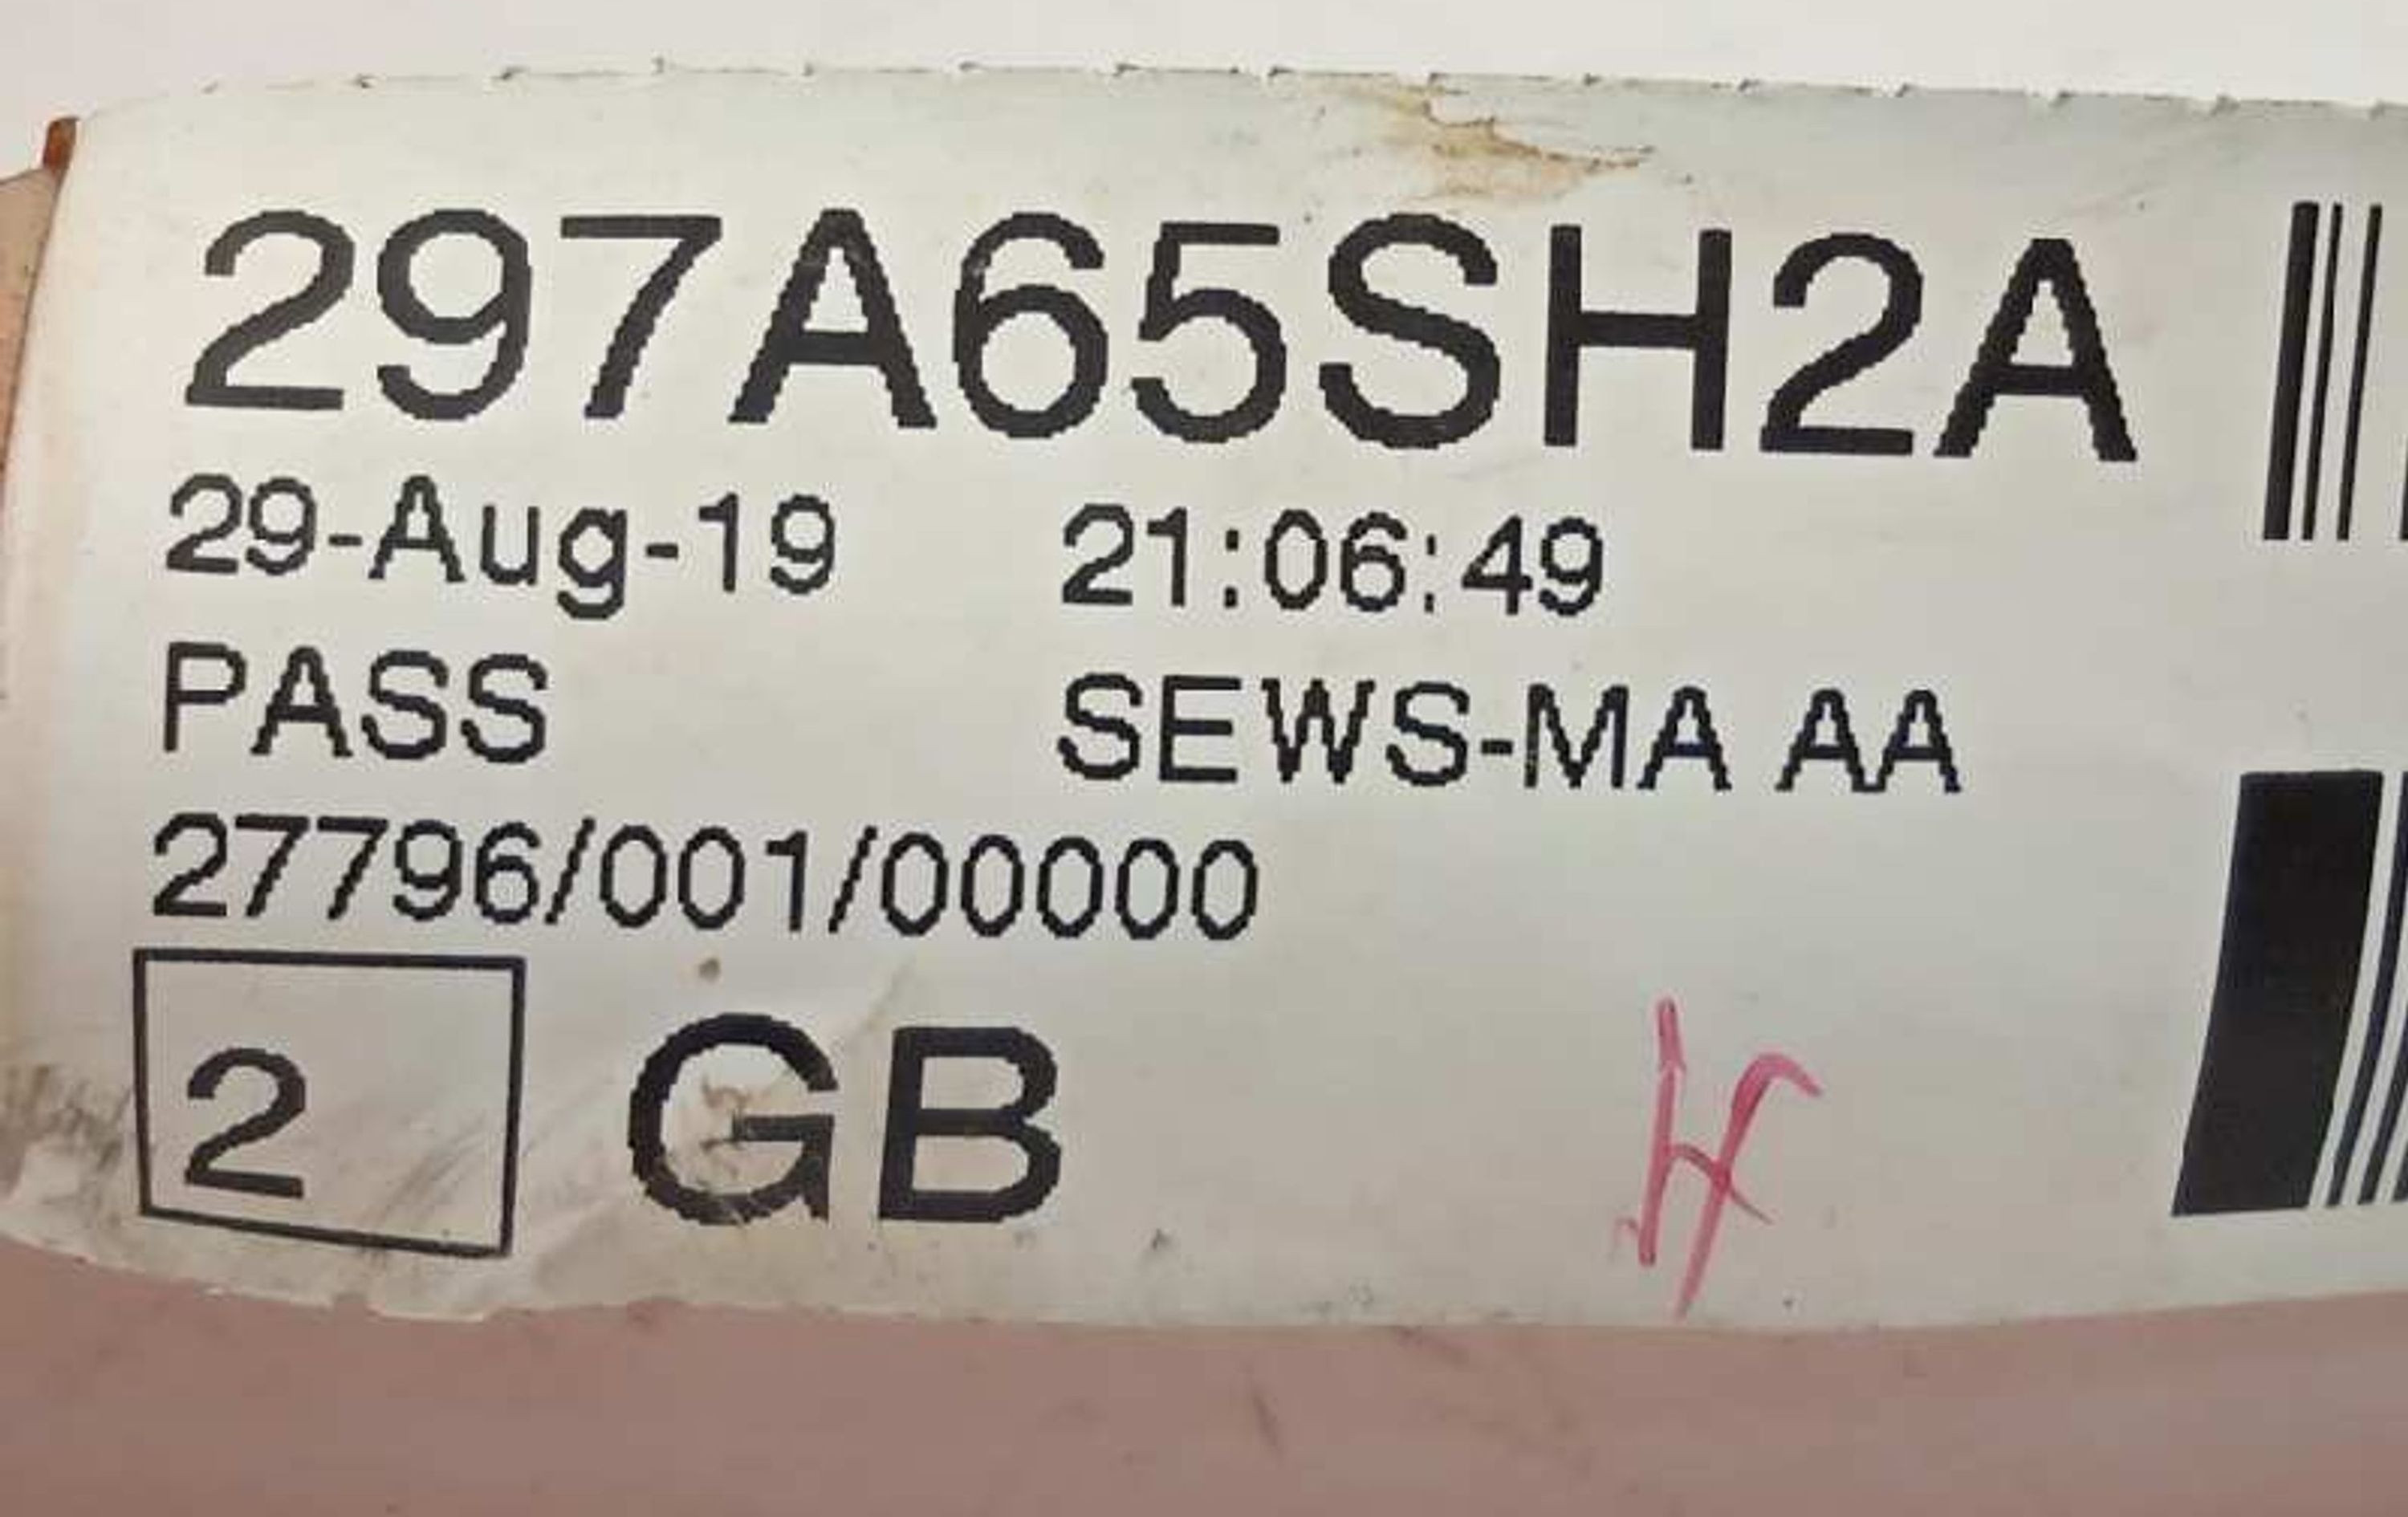 297A65SH2A
29-Aug-19 21:06:49
PASS SEWS-MA AA
27796/001/00000
2 GB